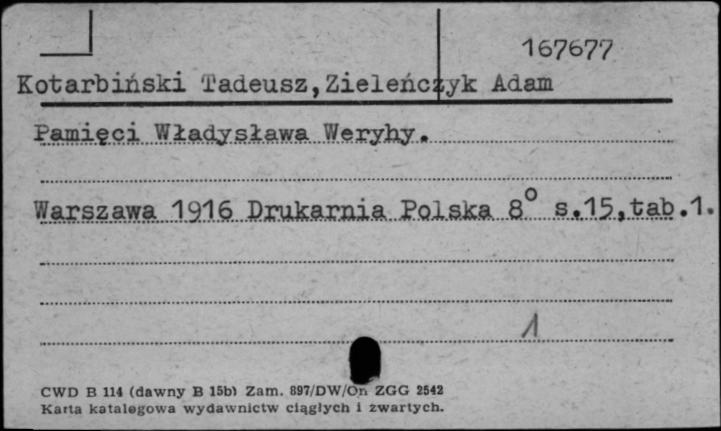 167677
Kotarbiński Tadeusz,Zieleńczyk Adam
Pamięci Władysława Weryhy.
Warszawa 1916 Drukarnia Polska 8° s.15,tab.1.
1
CWD B 114 (dawny B 15b) Zam. 897/DW/On ZGG 2542
Karta katalogowa wydawnictw ciągłych i zwartych.